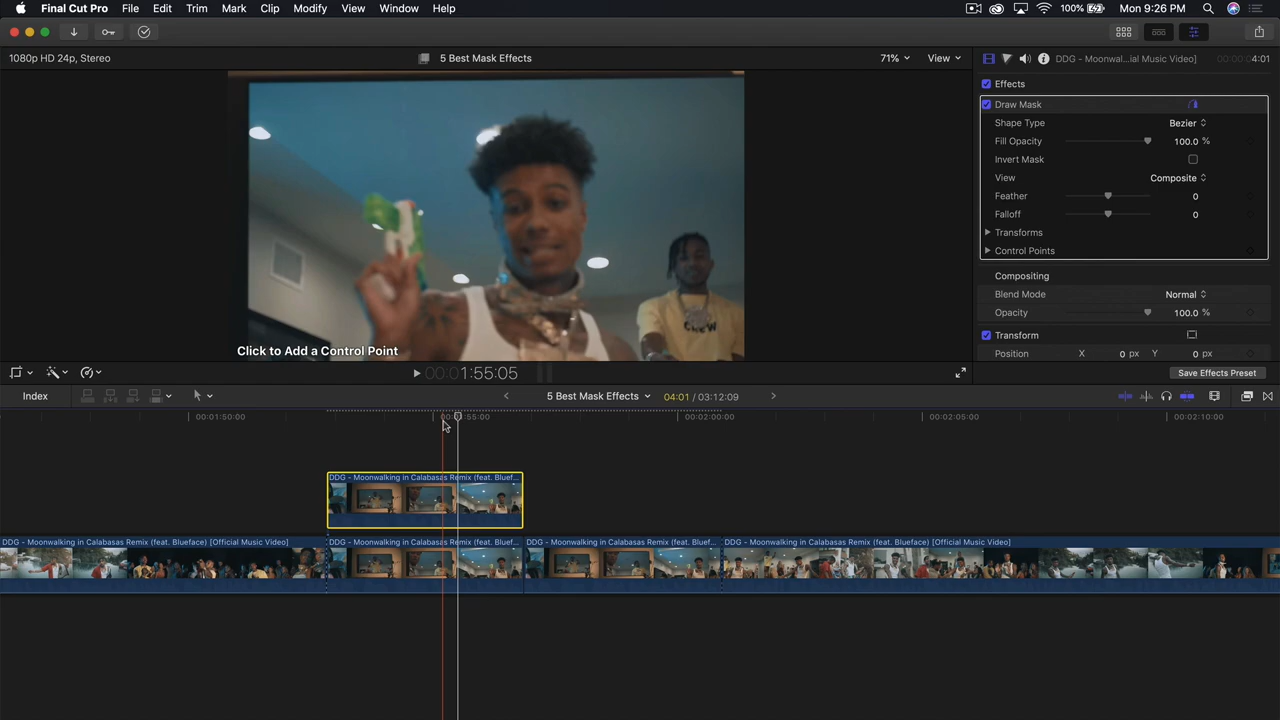 Final Cut Pro File Edit Trim Mark Clip Modify View Window Help 100% Mon 9:26 PM
1080p HD 24p, Stereo 5 Best Mask Effects 71% View DDG - Moonwal...ial Music Video] 00:00:04:01
Effects
Draw Mask
Shape Type Bezier
Fill Opacity 100.0 %
Invert Mask
View Composite
Feather 0
Falloff 0
Transforms
Control Points
Compositing
Blend Mode Normal
Opacity 100.0 %
Transform
Position X 0 px Y 0 px
CREW
Click to Add a Control Point
00:01:55:05 Save Effects Preset
Index 5 Best Mask Effects 04:01 / 03:12:09
00:01:50:00 00:01:55:00 00:02:00:00 00:02:05:00 00:02:10:00
DDG - Moonwalking in Calabasas Remix (feat. Bluef...
DDG - Moonwalking in Calabasas Remix (feat. Blueface) [Official Music Video] DDG - Moonwalking in Calabasas Remix (feat. Bluef... DDG - Moonwalking in Calabasas Remix (feat. Bluef... DDG - Moonwalking in Calabasas Remix (feat. Blueface) [Official Music Video]